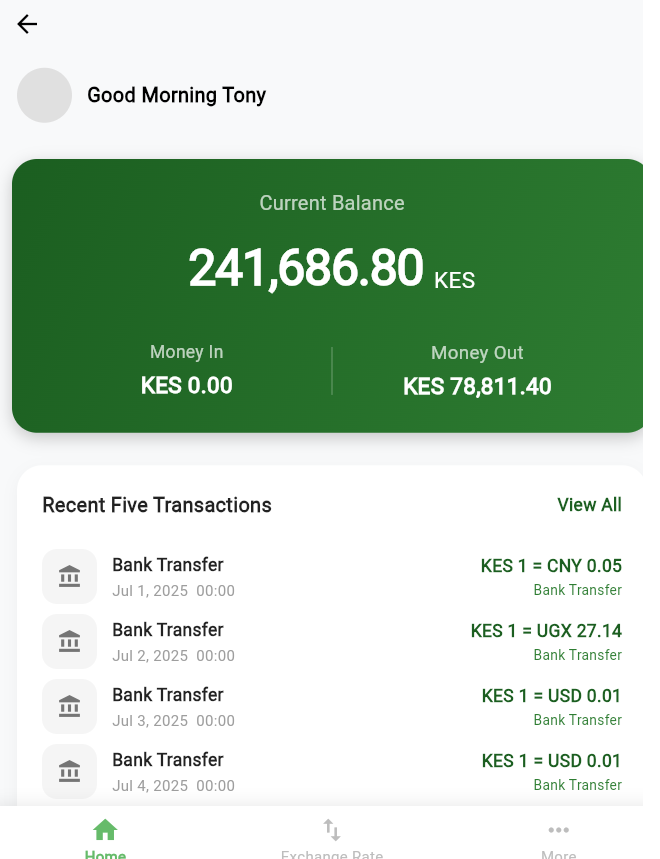 Good Morning Tony
Current Balance
241,686.80 KES
Money In
Money Out
KES 0.00
KES 78,811.40
Recent Five Transactions
View All
Bank Transfer
KES 1 = CNY 0.05
Jul 1, 2025 00:00
Bank Transfer
Bank Transfer
KES 1 = UGX 27.14
Jul 2, 2025 00:00
Bank Transfer
Bank Transfer
KES 1 = USD 0.01
Jul 3, 2025 00:00
Bank Transfer
Bank Transfer
KES 1 = USD 0.01
Jul 4, 2025 00:00
Bank Transfer
Home
Exchange Rate
More